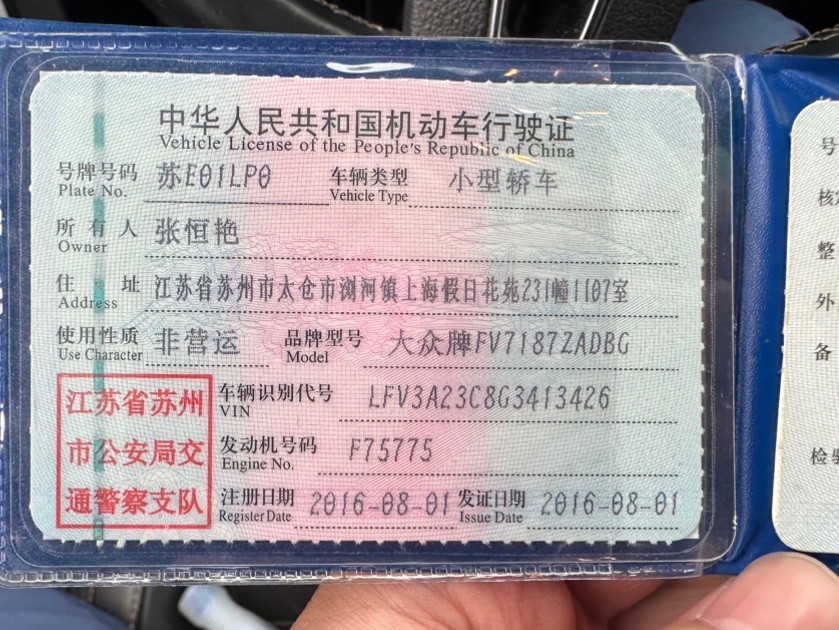 中华人民共和国机动车行驶证
Vehicle License of the People's Republic of China
号牌号码 苏E01LP0 车辆类型 小型轿车
Plate No. Vehicle Type
所有人 张恒艳
Owner
住址 江苏省苏州市太仓市浏河镇上海假日花苑231幢1107室
Address
使用性质 非营运 品牌型号 大众牌FV7187ZADBG
Use Character Model
江苏省苏州 车辆识别代号 LFV3A23C8G3413426
VIN
市公安局交 发动机号码 F75775
Engine No.
通警察支队 注册日期 2016-08-01 发证日期 2016-08-01
Register Date Issue Date
号
核定
整
外
备
检验